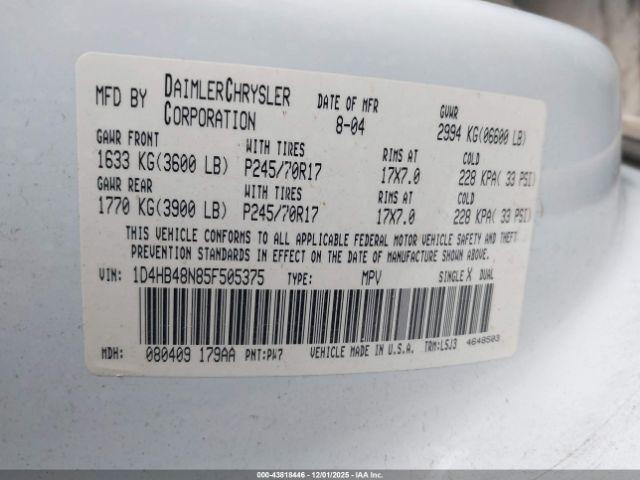 MFD BY DAIMLERCHRYSLER CORPORATION DATE OF MFR 8-04 GVWR 2994 KG(06600 LB)
GAWR FRONT WITH TIRES RIMS AT COLD
1633 KG(3600 LB) P245/70R17 17X7.0 228 KPA( 33 PSI)
GAWR REAR WITH TIRES RIMS AT COLD
1770 KG(3900 LB) P245/70R17 17X7.0 228 KPA( 33 PSI)
THIS VEHICLE CONFORMS TO ALL APPLICABLE FEDERAL MOTOR VEHICLE SAFETY AND THEFT
PREVENTION STANDARDS IN EFFECT ON THE DATE OF MANUFACTURE SHOWN ABOVE.
VIN: 1D4HB48N85F505375 TYPE: MPV SINGLE X DUAL
MDH: 080409 179AA PNT:PW7 VEHICLE MADE IN U.S.A. TRM:LSJ3 4648503
000-43818446 - 12/01/2025 - IAA Inc.